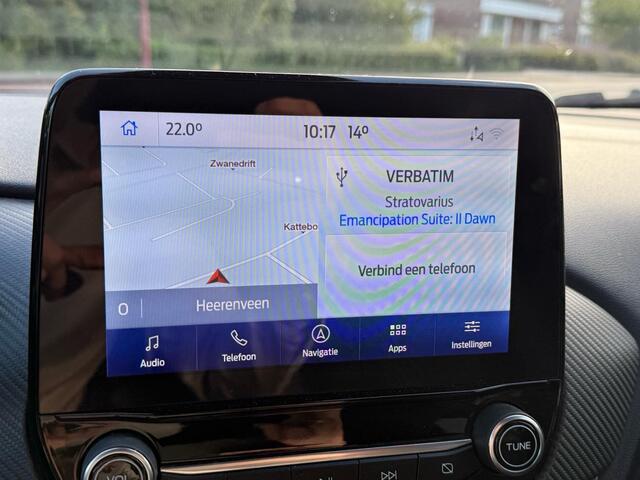 22.0°
10:17 14°
Zwanedrift
Kattebo
VERBATIM
Stratovarius
Emancipation Suite: II Dawn
Verbind een telefoon
0 Heerenveen
Audio
Telefoon
Navigatie
Apps
Instellingen
VOL
TUNE